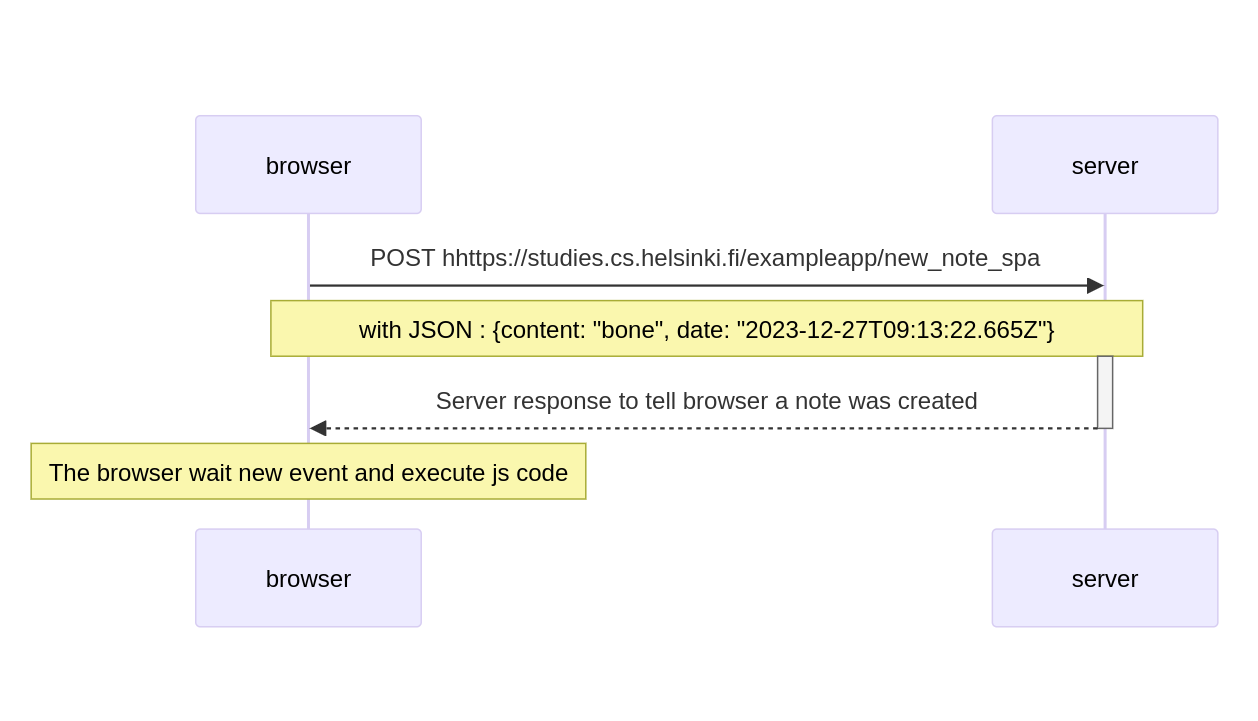 browser
server
POST hhttps://studies.cs.helsinki.fi/exampleapp/new_note_spa
with JSON : {content: "bone", date: "2023-12-27T09:13:22.665Z"}
Server response to tell browser a note was created
The browser wait new event and execute js code
browser
server